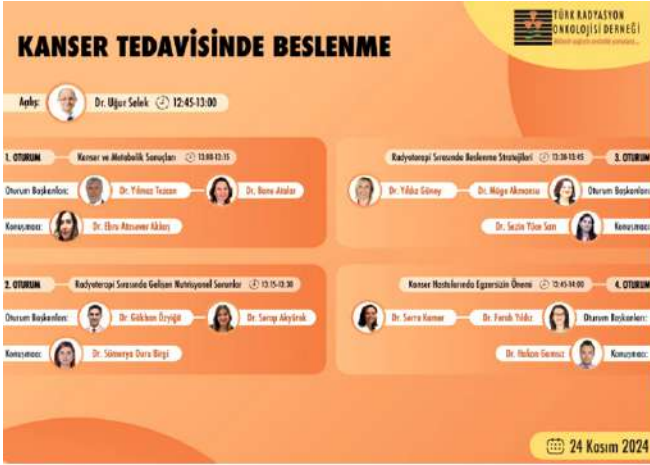 TÜRK RADYASYON
ONKOLOJİSİ DERNEĞİ
KANSER TEDAVİSİNDE BESLENME
Açılış: Dr. Uğur Selek 12:45-13:00
1. OTURUM Kanser ve Metabolik Sonuçları 13:00-13:15
Oturum Başkanları: Dr. Yılmaz Tezcan Dr. Banu Atalar
Konuşmacı: Dr. Ebru Atasever Akkaş
Radyoterapi Sırasında Beslenme Stratejileri 13:30-13:45 3. OTURUM
Dr. Yıldız Güney Dr. Müge Akmansu Oturum Başkanları
Dr. Sezin Yüce Sarı Konuşmacı
2. OTURUM Radyoterapi Sırasında Gelişen Nutrisyonel Sorunlar 13:15-13:30
Oturum Başkanları: Dr. Gökhan Özyiğit Dr. Serap Akyürek
Konuşmacı: Dr. Sümerya Duru Birgi
Kanser Hastalarında Egzersizin Önemi 13:45-14:00 4. OTURUM
Dr. Serra Kamer Dr. Ferah Yıldız Oturum Başkanları:
Dr. Hakan Konuşmacı:
24 Kasım 2024